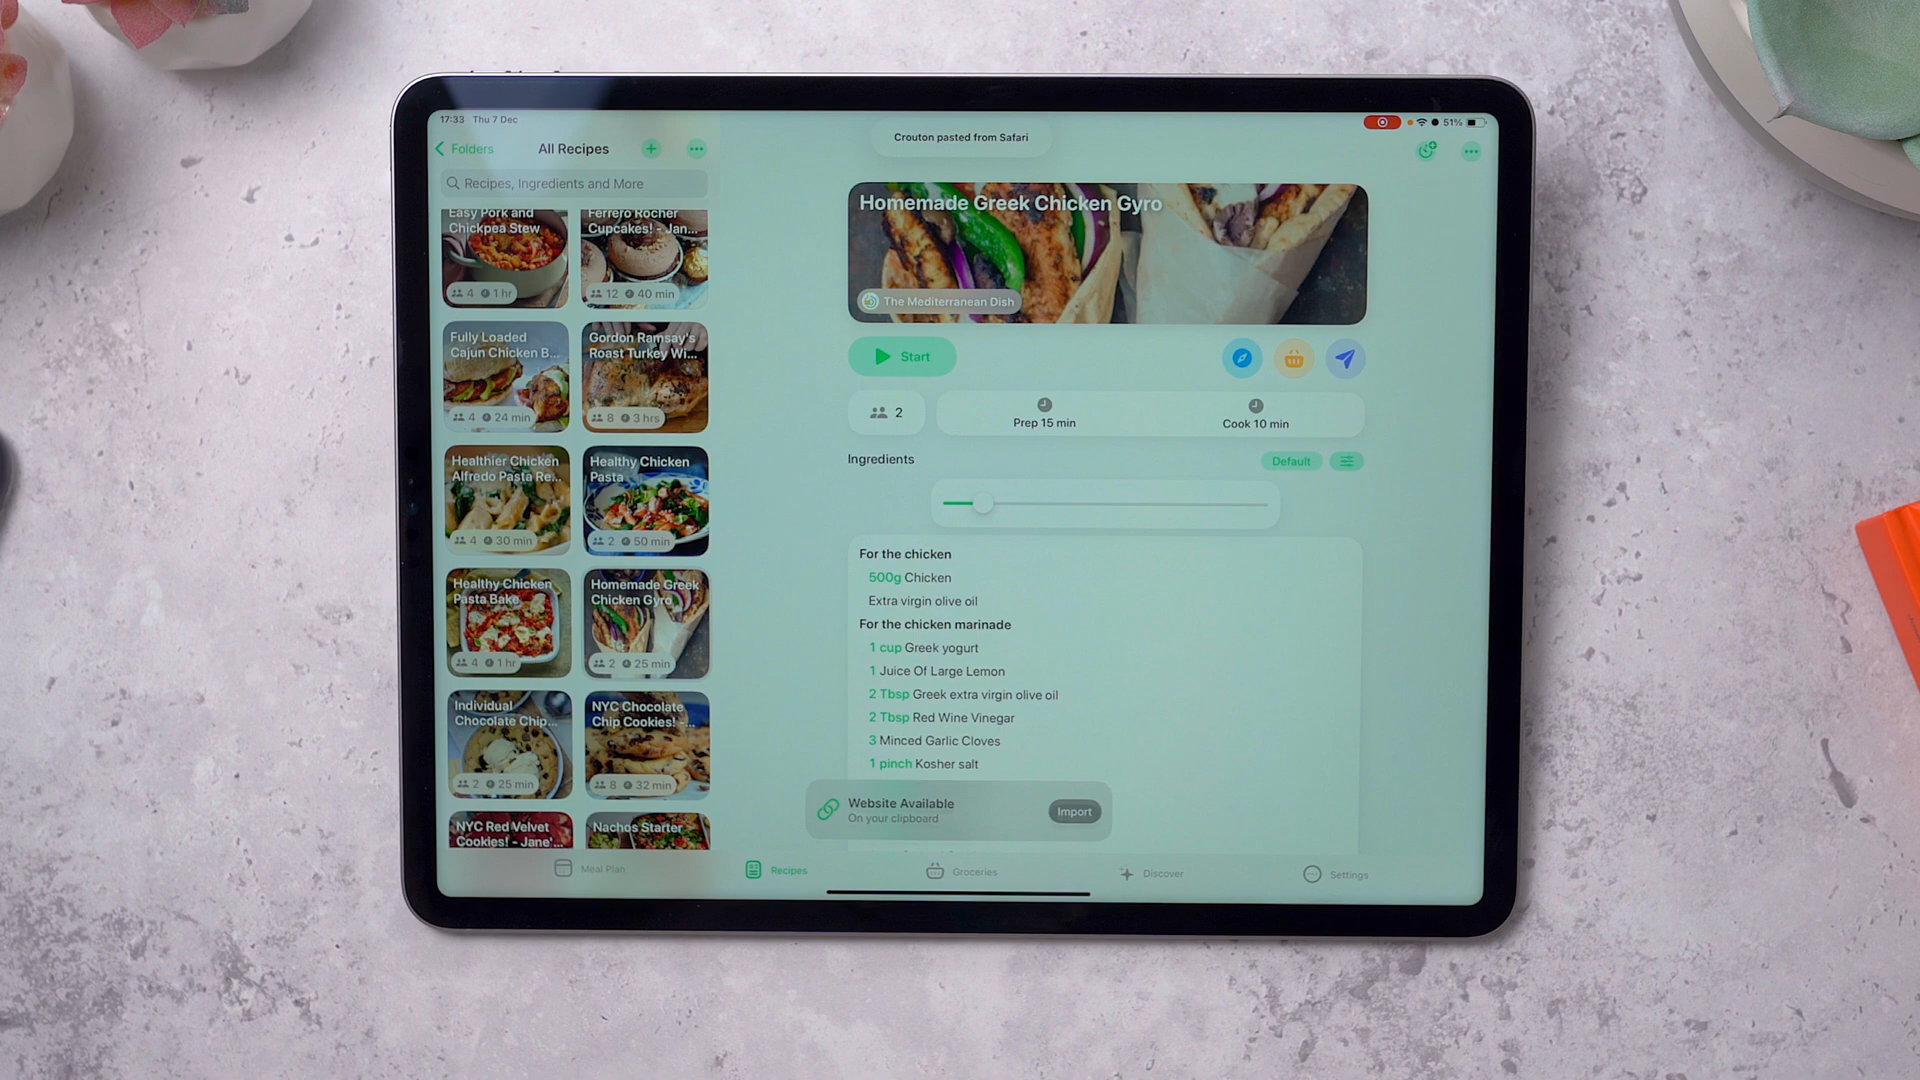 17:33 Thu 7 Dec
51%
Folders
All Recipes
Recipes, Ingredients and More
Easy Pork and
Chickpea Stew
4 1 hr
Ferrero Rocher
Cupcakes! - Jan...
12 40 min
Fully Loaded
Cajun Chicken B...
4 24 min
Gordon Ramsay's
Roast Turkey Wi...
8 3 hrs
Healthier Chicken
Alfredo Pasta Re...
4 30 min
Healthy Chicken
Pasta
2 50 min
Healthy Chicken
Pasta Bake
4 1 hr
Homemade Greek
Chicken Gyro
2 25 min
Individual
Chocolate Chip...
2 25 min
NYC Chocolate
Chip Cookies! -...
8 32 min
NYC Red Velvet
Cookies! - Jane'...
Nachos Starter
Crouton pasted from Safari
Homemade Greek Chicken Gyro
The Mediterranean Dish
Start
2
Prep 15 min
Cook 10 min
Ingredients
Default
For the chicken
500g Chicken
Extra virgin olive oil
For the chicken marinade
1 cup Greek yogurt
1 Juice Of Large Lemon
2 Tbsp Greek extra virgin olive oil
2 Tbsp Red Wine Vinegar
3 Minced Garlic Cloves
1 pinch Kosher salt
Website Available
On your clipboard
Import
Meal Plan
Recipes
Groceries
Discover
Settings